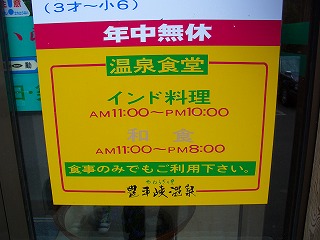 (3才〜小6)
年中無休
温泉食堂
インド料理
AM11:00〜PM10:00
和食
AM11:00〜PM8:00
食事のみでもご利用下さい。
豊平峡温泉